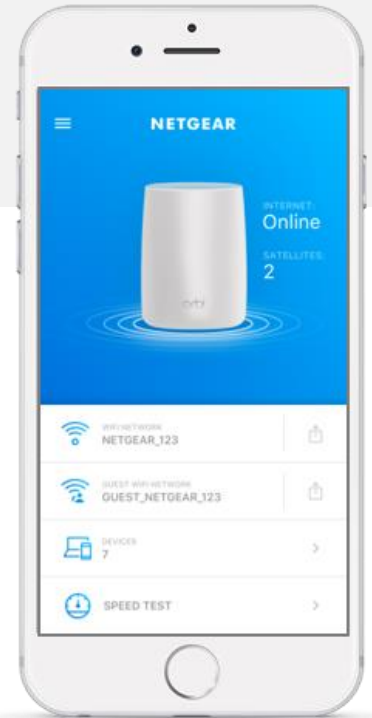 NETGEAR
INTERNET:
Online
SATELLITES:
2
orbi
WIFI NETWORK
NETGEAR_123
GUEST WIFI NETWORK
GUEST_NETGEAR_123
DEVICES
7
SPEED TEST